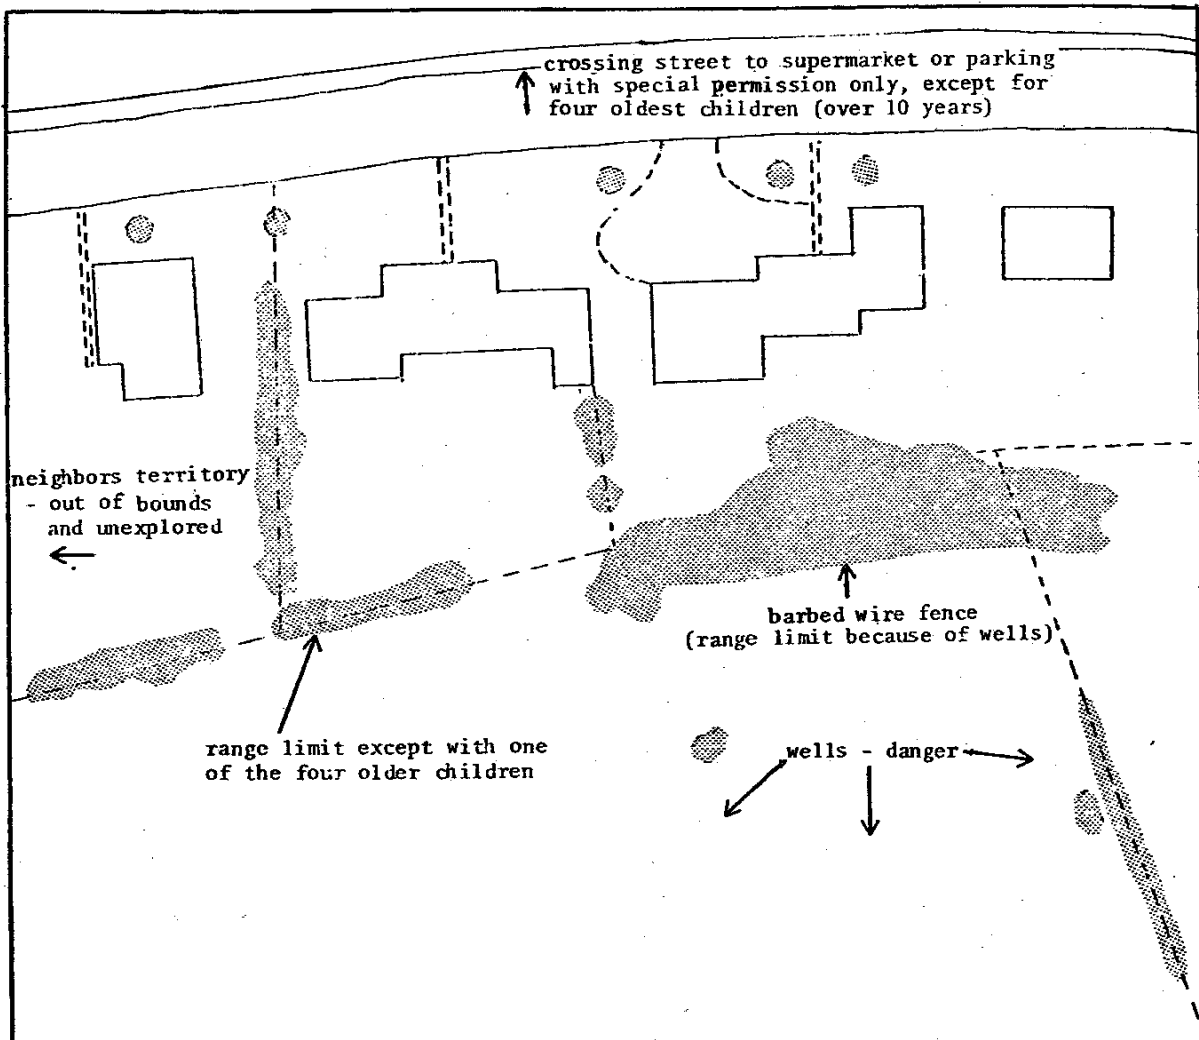 crossing street to supermarket or parking
with special permission only, except for
four oldest children (over 10 years)
neighbors territory
- out of bounds
and unexplored
barbed wire fence
(range limit because of wells)
range limit except with one
of the four older children
wells - danger